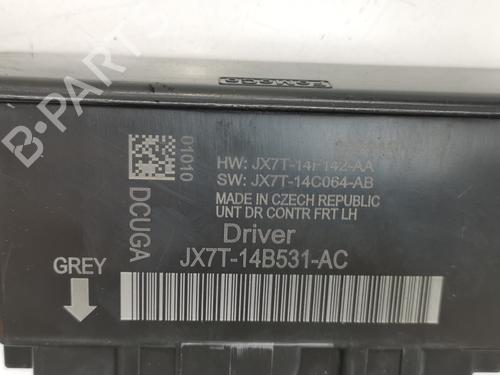 HW: JX7T-14F142-AA
SW: JX7T-14C064-AB
MADE IN CZECH REPUBLIC
UNT DR CONTR FRT LH
Driver
JX7T-14B531-AC
01010
DCUGA
GREY